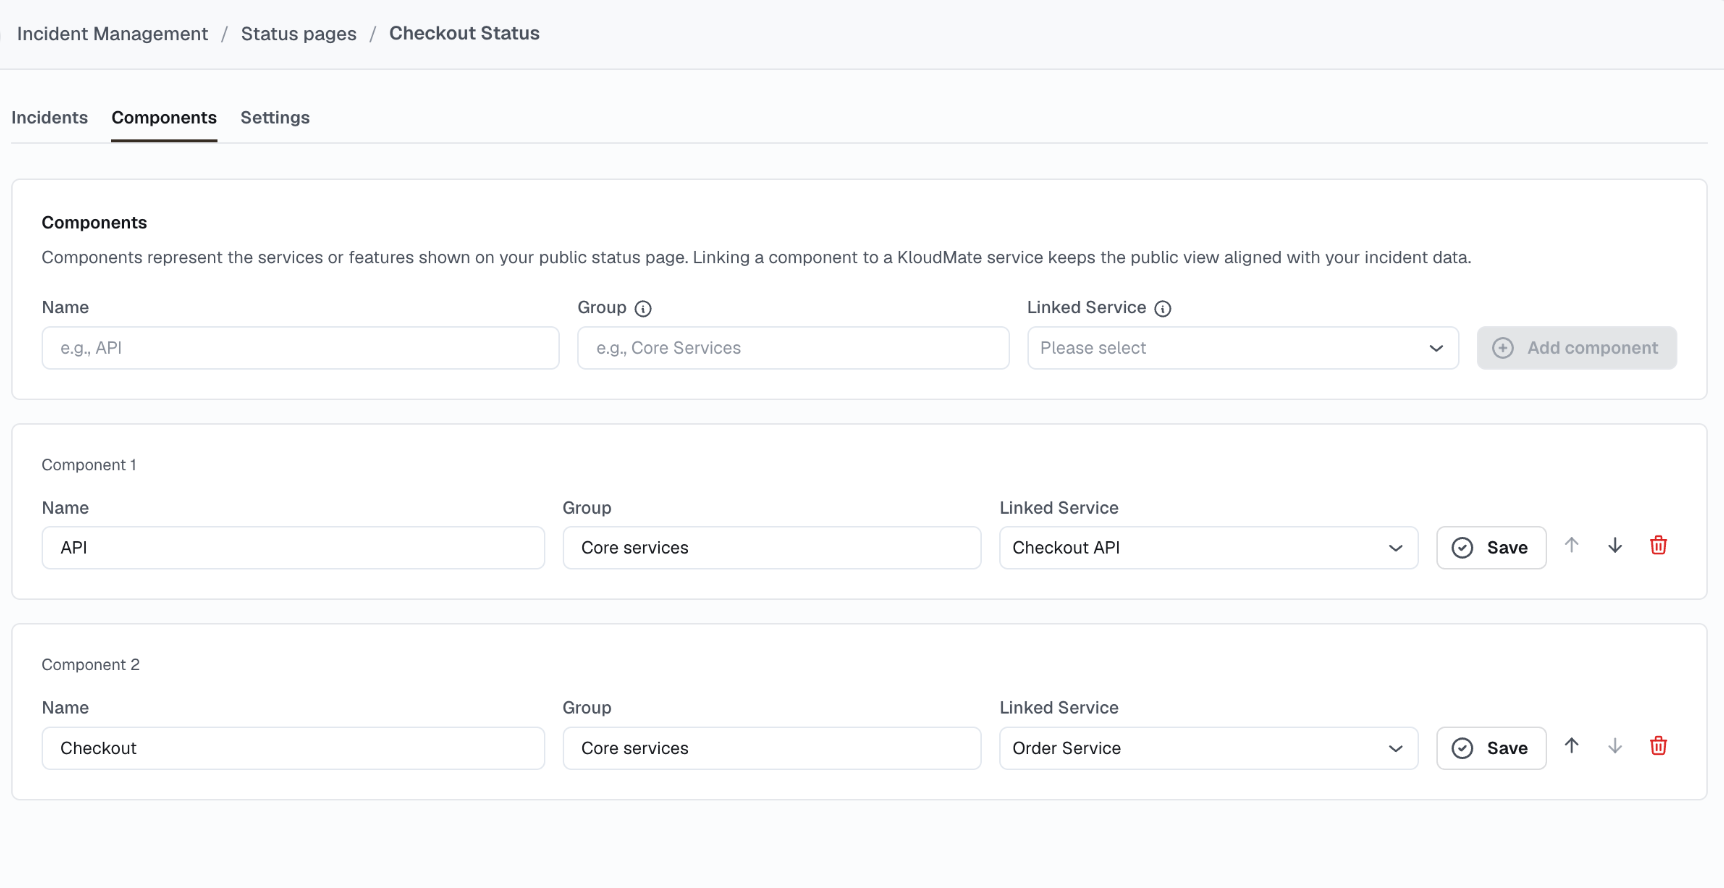 Incident Management / Status pages / Checkout Status
Incidents Components Settings
Components
Components represent the services or features shown on your public status page. Linking a component to a KloudMate service keeps the public view aligned with your incident data.
Name Group Linked Service
e.g., API e.g., Core Services Please select Add component
Component 1
Name Group Linked Service
API Core services Checkout API Save
Component 2
Name Group Linked Service
Checkout Core services Order Service Save